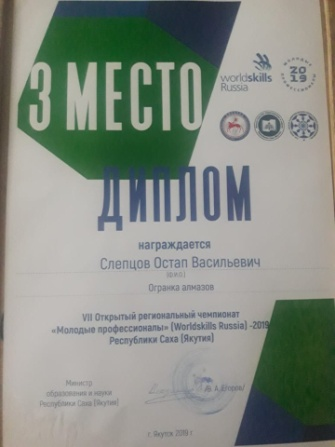 3 МЕСТО
worldskills
Russia
2019
ДИПЛОМ
награждается
Слепцов Остап Васильевич
(ФИО)
Огранка алмазов
VII Открытый региональный чемпионат
«Молодые профессионалы» (Worldskills Russia) -2019
Республики Саха (Якутия)
Министр
образования и науки
Республики Саха (Якутия)
г. Якутск 2019 г.